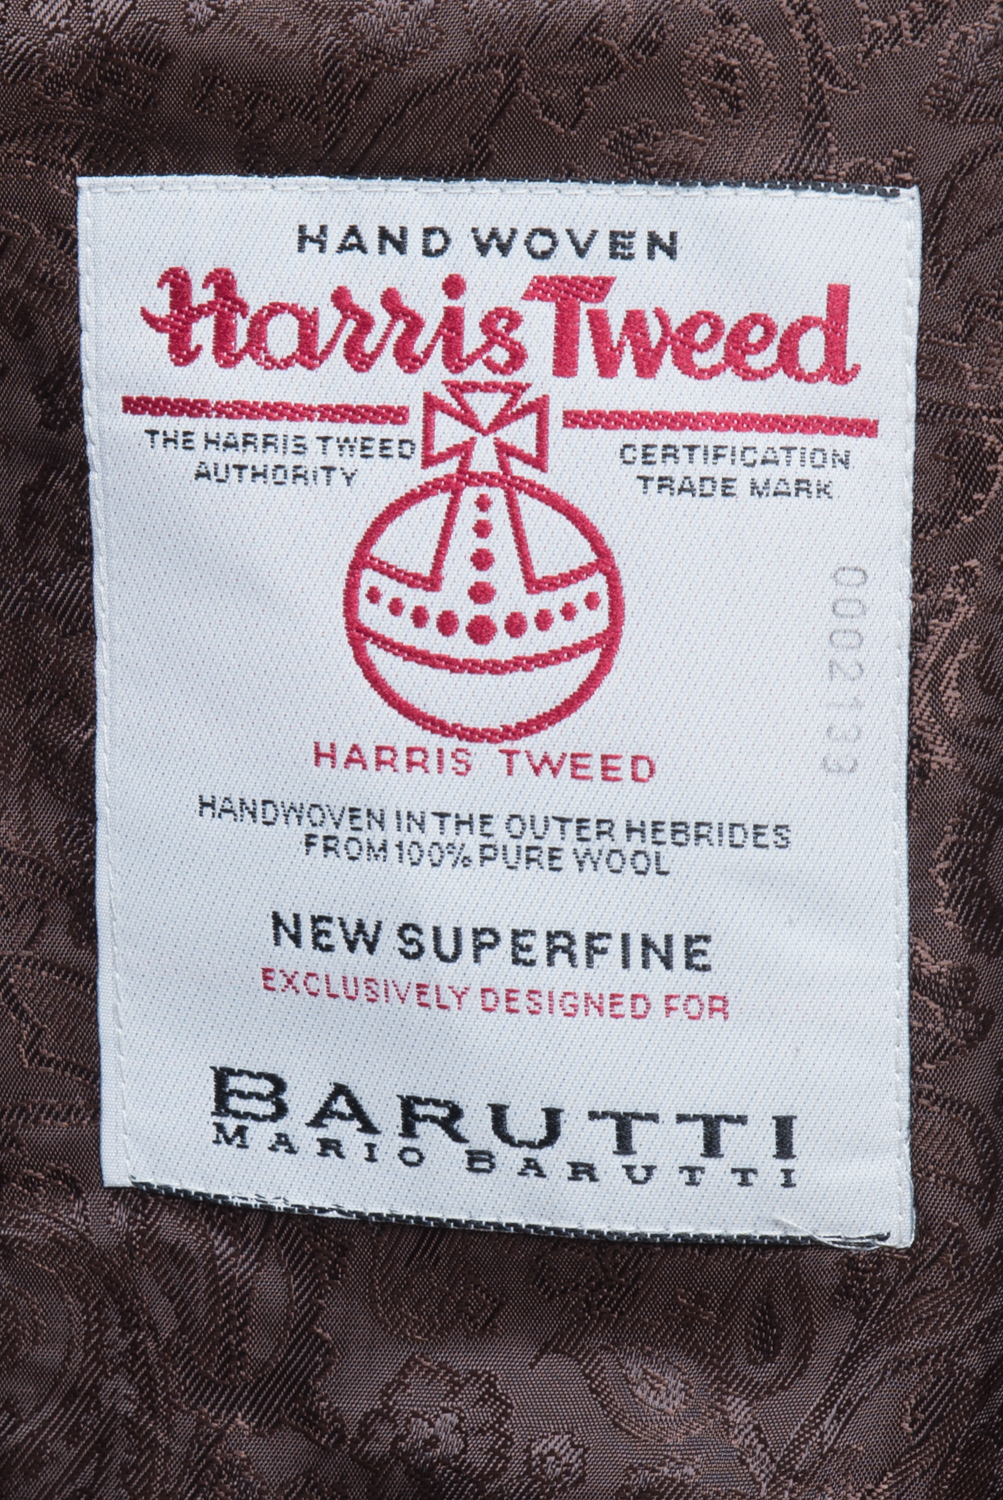 HAND WOVEN
Harris Tweed
THE HARRIS TWEED
AUTHORITY
CERTIFICATION
TRADE MARK
000213
HARRIS TWEED
HANDWOVEN IN THE OUTER HEBRIDES
FROM 100% PURE WOOL
NEW SUPERFINE
EXCLUSIVELY DESIGNED FOR
BARUTTI
MARIO BARUTTI